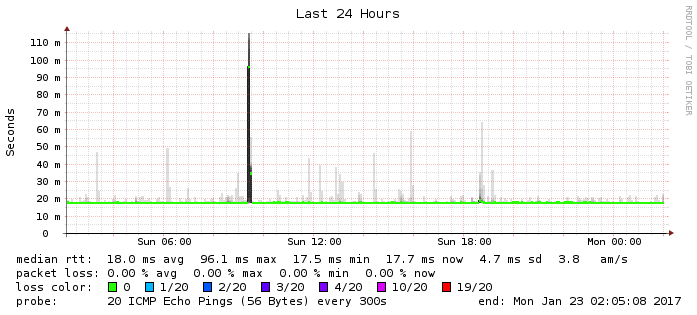 Last 24 Hours
RRDTOOL / TOBI OETIKER
Seconds
110 m
100 m
90 m
80 m
70 m
60 m
50 m
40 m
30 m
20 m
10 m
0
Sun 06:00 Sun 12:00 Sun 18:00 Mon 00:00
median rtt: 18.0 ms avg 96.1 ms max 17.5 ms min 17.7 ms now 4.7 ms sd 3.8 am/s
packet loss: 0.00 % avg 0.00 % max 0.00 % min 0.00 % now
loss color: 0 1/20 2/20 3/20 4/20 10/20 19/20
probe: 20 ICMP Echo Pings (56 Bytes) every 300s end: Mon Jan 23 02:05:08 2017